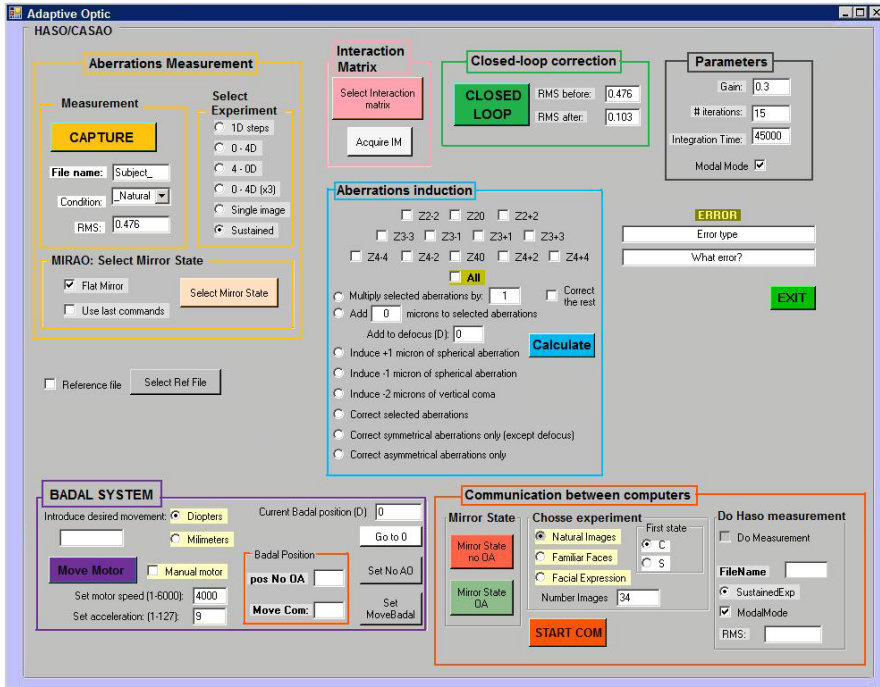 Adaptive Optic
HASO/CASAO
Aberrations Measurement
Measurement
CAPTURE
File name: Subject_
Condition: _Natural
RMS: 0.476
Select
Experiment
1D steps
0 - 4D
4 - 0D
0 - 4D (x3)
Single image
Sustained
MIRAO: Select Mirror State
Flat Mirror
Use last commands
Select Mirror State
Reference file
Select Ref File
Interaction
Matrix
Select Interaction
matrix
Acquire IM
Closed-loop correction
CLOSED
LOOP
RMS before: 0.476
RMS after: 0.103
Parameters
Gain: 0.3
# iterations: 15
Integration Time: 45000
Modal Mode
Aberrations induction
Z2-2 Z20 Z2+2
Z3-3 Z3-1 Z3+1 Z3+3
Z4-4 Z4-2 Z40 Z4+2 Z4+4
All
Multiply selected aberrations by: 1
Correct
the rest
Add 0 microns to selected aberrations
Add to defocus (D): 0
Calculate
Induce +1 micron of spherical aberration
Induce -1 micron of spherical aberration
Induce -2 microns of vertical coma
Correct selected aberrations
Correct symmetrical aberrations only (except defocus)
Correct asymmetrical aberrations only
ERROR
Error type
What error?
EXIT
BADAL SYSTEM
Introduce desired movement:
Diopters
Milimeters
Move Motor
Manual motor
Set motor speed (1-6000): 4000
Set acceleration: (1-127): 9
Current Badal position (D) 0
Go to 0
Badal Position
pos No OA
Move Com:
Set No AO
Set
MoveBadal
Communication between computers
Mirror State
Mirror State
no OA
Mirror State
OA
Chosse experiment
Natural Images
Familiar Faces
Facial Expression
Number Images 34
First state
C
S
START COM
Do Haso measurement
Do Measurement
FileName
SustainedExp
ModalMode
RMS: